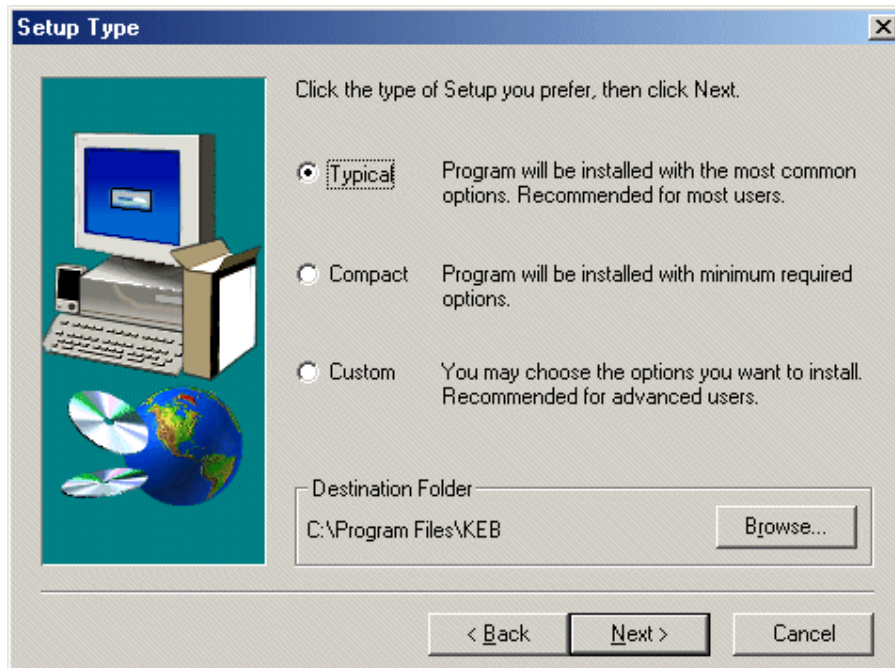 Setup Type
Click the type of Setup you prefer, then click Next.
Typical
Program will be installed with the most common
options. Recommended for most users.
Compact
Program will be installed with minimum required
options.
Custom
You may choose the options you want to install.
Recommended for advanced users.
Destination Folder
C:\Program Files\KEB
Browse...
< Back
Next >
Cancel